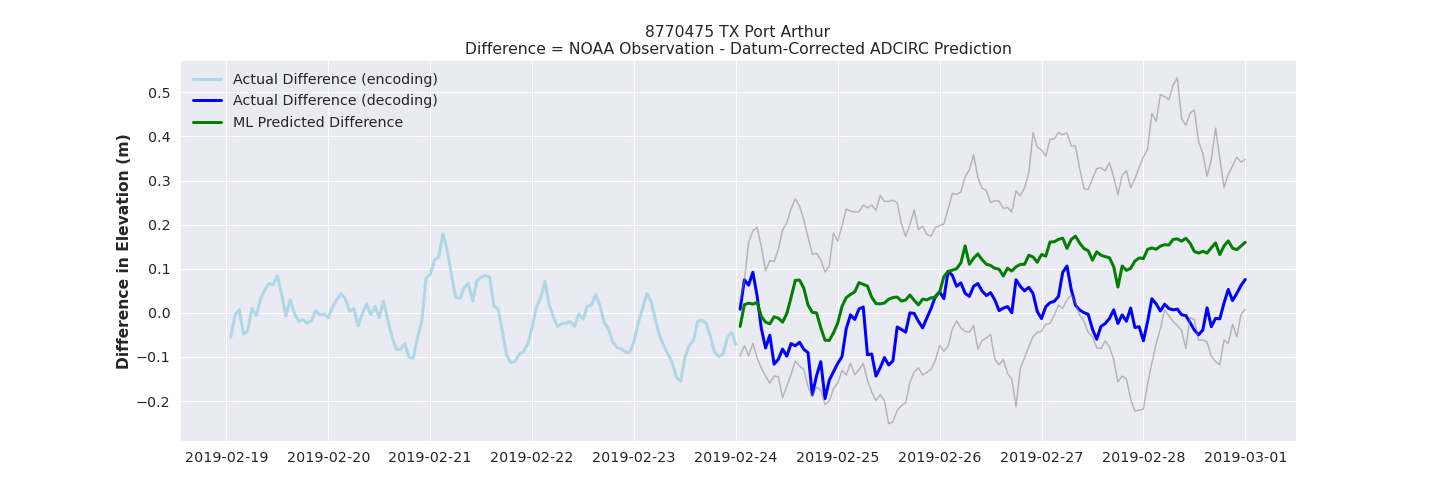 8770475 TX Port Arthur
Difference = NOAA Observation - Datum-Corrected ADCIRC Prediction
Actual Difference (encoding)
Actual Difference (decoding)
ML Predicted Difference
Difference in Elevation (m)
0.5
0.4
0.3
0.2
0.1
0.0
−0.1
−0.2
2019-02-19 2019-02-20 2019-02-21 2019-02-22 2019-02-23 2019-02-24 2019-02-25 2019-02-26 2019-02-27 2019-02-28 2019-03-01